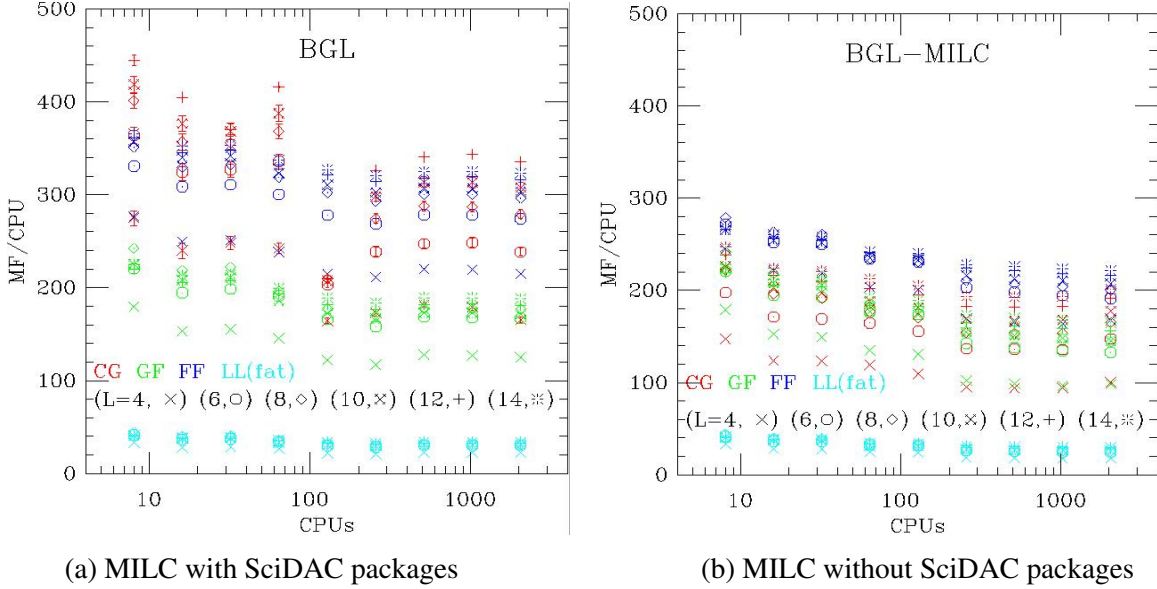 BGL
500
400
300
200
100
0
MF/CPU
CG GF FF LL(fat)
(L=4, ×) (6,○) (8,◇) (10,⨳) (12,+) (14,※)
10 100 1000
CPUs
(a) MILC with SciDAC packages
BGL−MILC
500
400
300
200
100
0
MF/CPU
CG GF FF LL(fat)
(L=4, ×) (6,○) (8,◇) (10,⨳) (12,+) (14,※)
10 100 1000
CPUs
(b) MILC without SciDAC packages